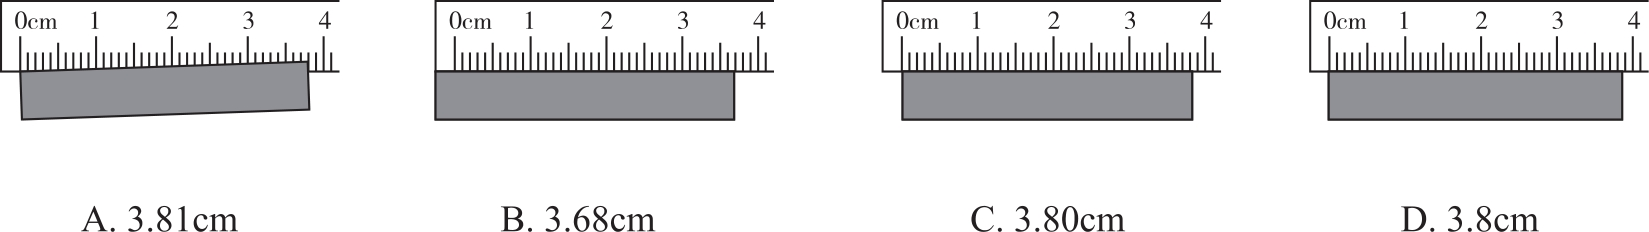 0cm 1 2 3 4
0cm 1 2 3 4
0cm 1 2 3 4
0cm 1 2 3 4
A. 3.81cm
B. 3.68cm
C. 3.80cm
D. 3.8cm